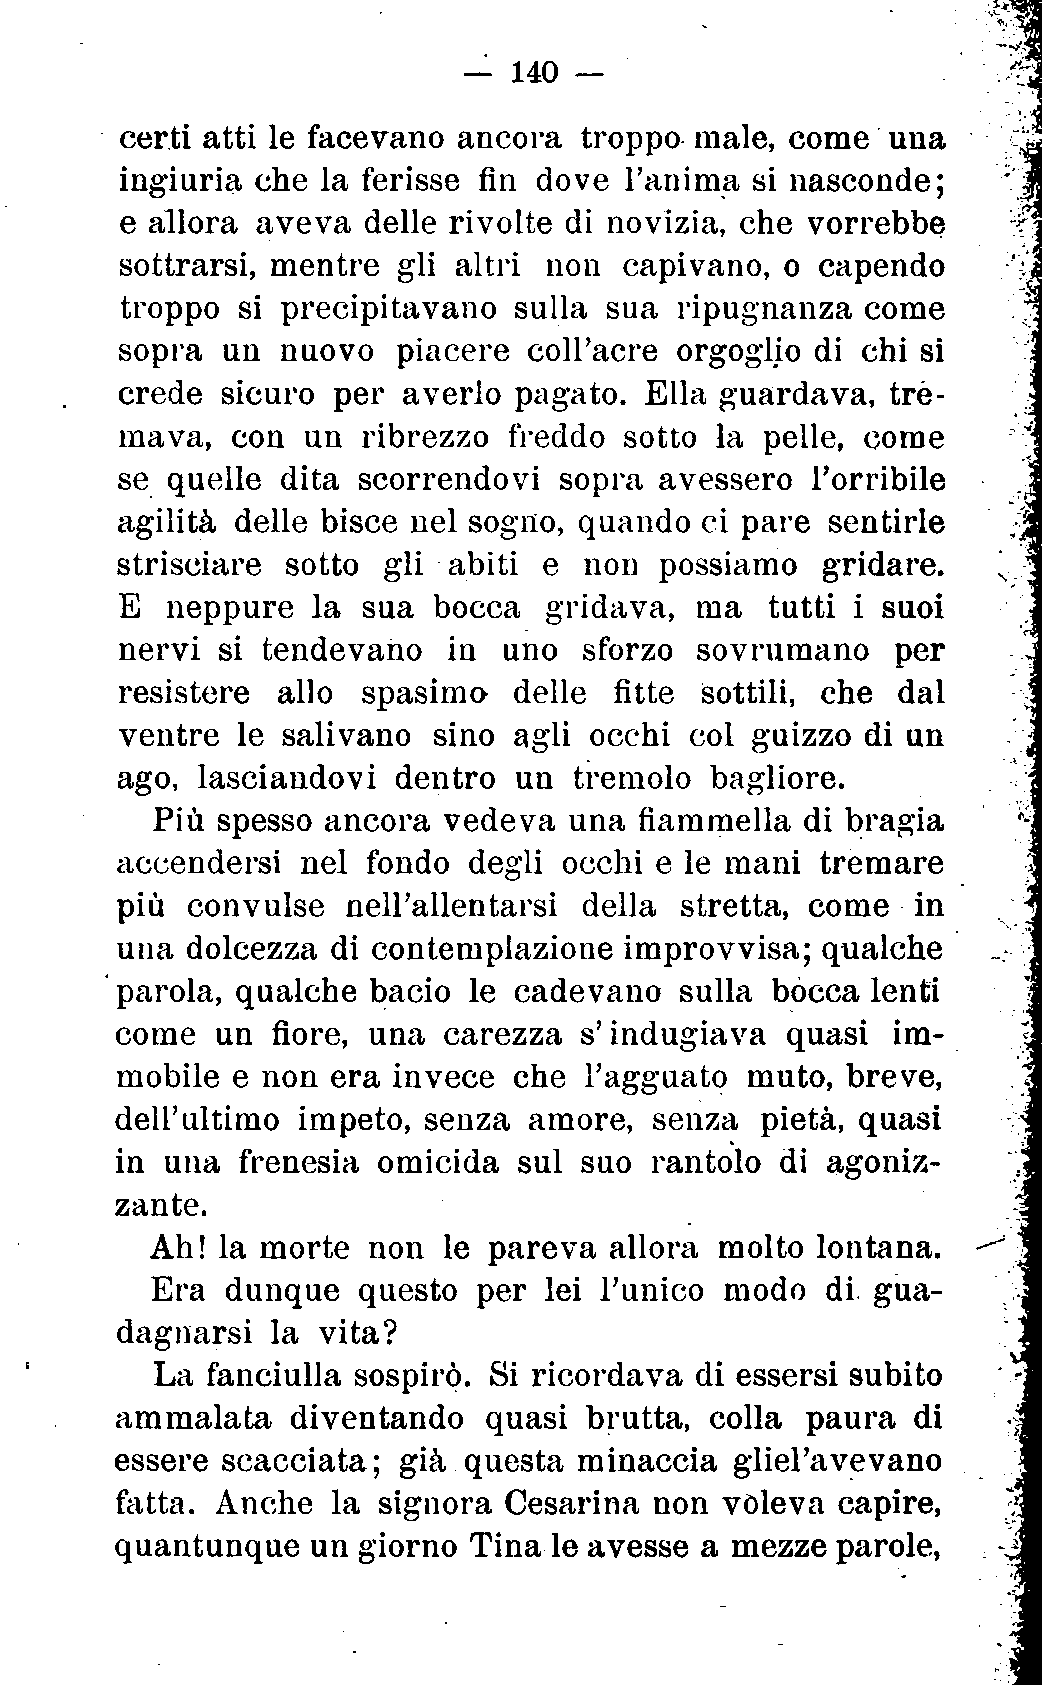 — 140 —
certi atti le facevano ancora troppo male, come una
ingiuria che la ferisse fin dove l'anima si nasconde;
e allora aveva delle rivolte di novizia, che vorrebbe
sottrarsi, mentre gli altri non capivano, o capendo
troppo si precipitavano sulla sua ripugnanza come
sopra un nuovo piacere coll'acre orgoglio di chi si
crede sicuro per averlo pagato. Ella guardava, tre-
mava, con un ribrezzo freddo sotto la pelle, come
se quelle dita scorrendovi sopra avessero l'orribile
agilità delle bisce nel sogno, quando ci pare sentirle
strisciare sotto gli abiti e non possiamo gridare.
E neppure la sua bocca gridava, ma tutti i suoi
nervi si tendevano in uno sforzo sovrumano per
resistere allo spasimo delle fitte sottili, che dal
ventre le salivano sino agli occhi col guizzo di un
ago, lasciandovi dentro un tremolo bagliore.
Più spesso ancora vedeva una fiammella di bragia
accendersi nel fondo degli occhi e le mani tremare
più convulse nell'allentarsi della stretta, come in
una dolcezza di contemplazione improvvisa; qualche
parola, qualche bacio le cadevano sulla bocca lenti
come un fiore, una carezza s'indugiava quasi im-
mobile e non era invece che l'agguato muto, breve,
dell'ultimo impeto, senza amore, senza pietà, quasi
in una frenesia omicida sul suo rantolo di agoniz-
zante.
Ah! la morte non le pareva allora molto lontana.
Era dunque questo per lei l'unico modo di gua-
dagnarsi la vita?
La fanciulla sospirò. Si ricordava di essersi subito
ammalata diventando quasi brutta, colla paura di
essere scacciata; già questa minaccia gliel'avevano
fatta. Anche la signora Cesarina non voleva capire,
quantunque un giorno Tina le avesse a mezze parole,